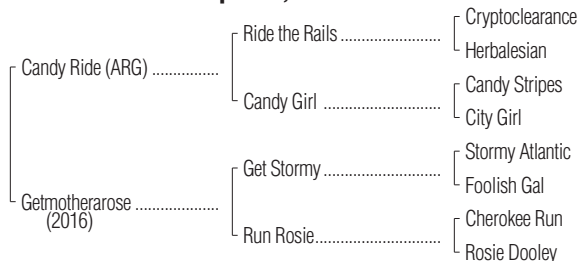 Cryptoclearance
Ride the Rails ......................
Herbalesian
Candy Ride (ARG) ................
Candy Stripes
Candy Girl ............................
City Girl
Stormy Atlantic
Get Stormy ...........................
Foolish Gal
Getmotherarose ....................
(2016)
Cherokee Run
Run Rosie..............................
Rosie Dooley